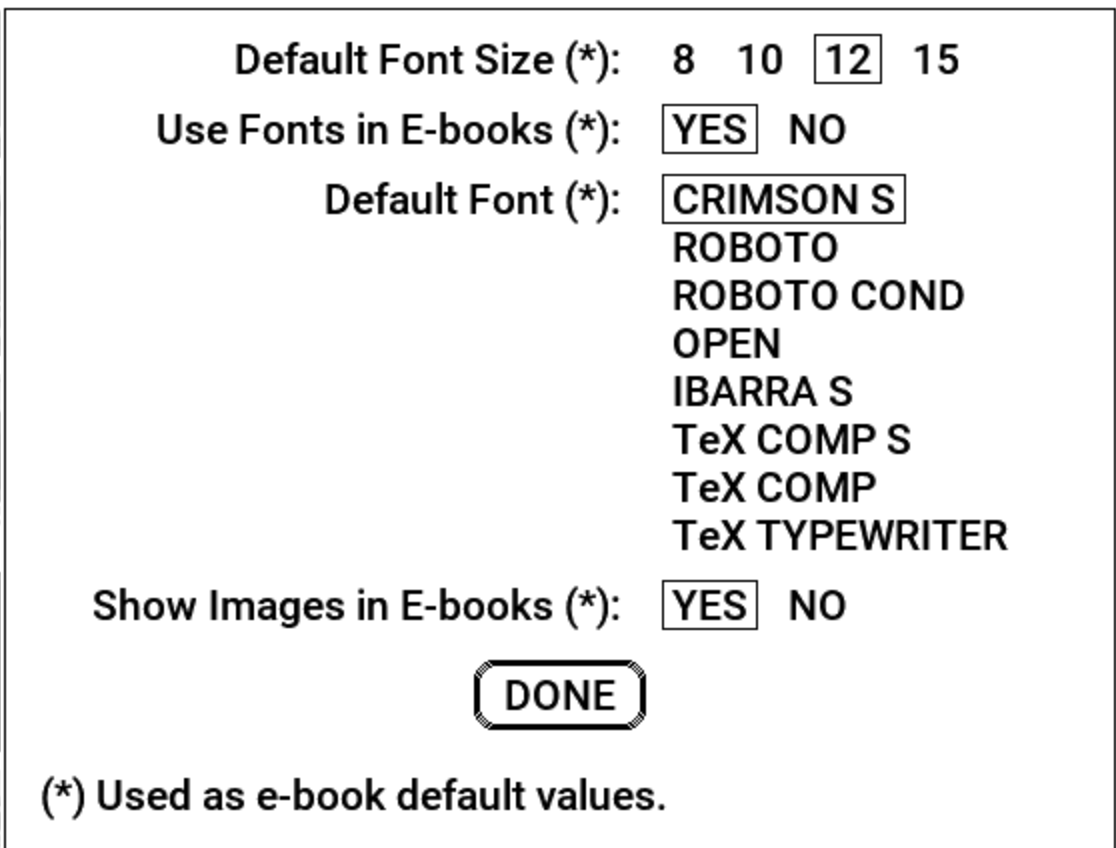 Default Font Size (*): 8 10 12 15
Use Fonts in E-books (*): YES NO
Default Font (*): CRIMSON S
ROBOTO
ROBOTO COND
OPEN
IBARRA S
TeX COMP S
TeX COMP
TeX TYPEWRITER
Show Images in E-books (*): YES NO
DONE
(*) Used as e-book default values.